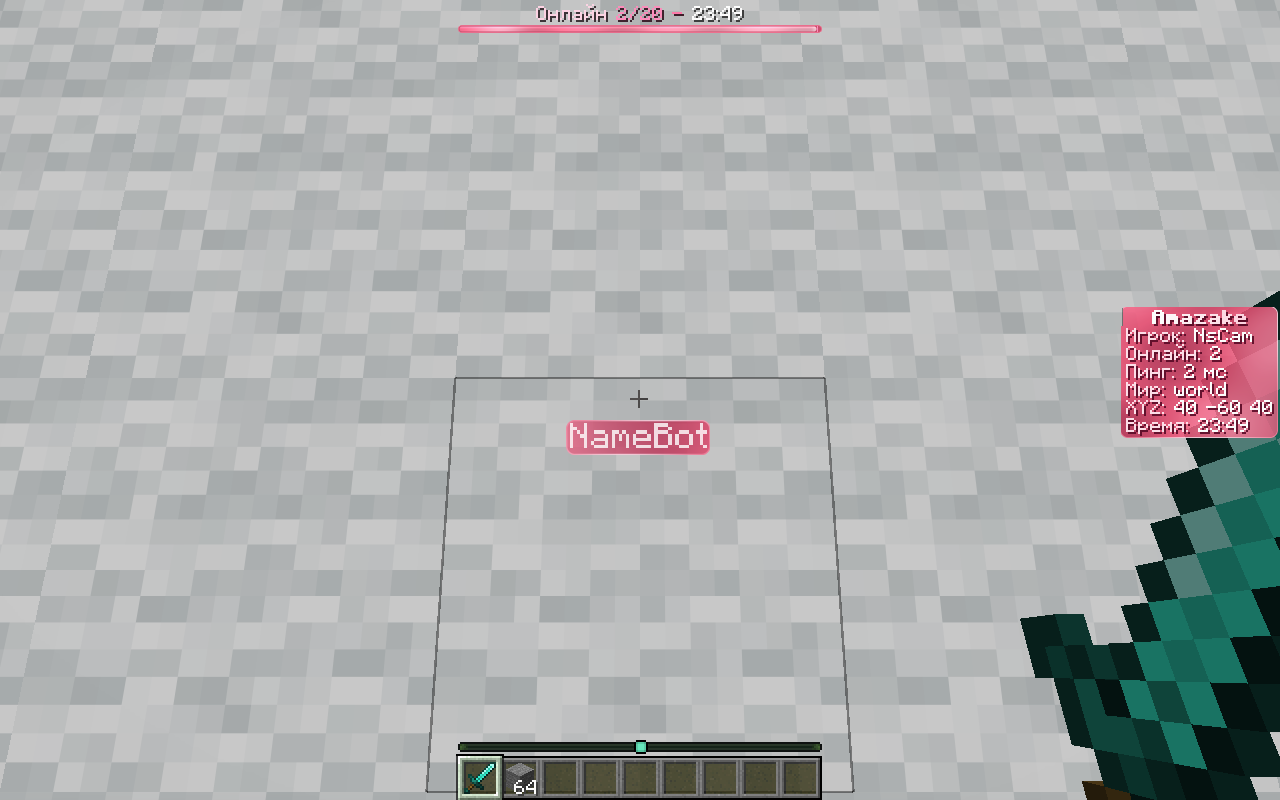 Онлайн 2/20 - 23:49
Amazake
Игрок: NsCam
Онлайн: 2
Пинг: 2 мс
Мир: world
XYZ: 40 -60 40
Время: 23:49
NameBot
64